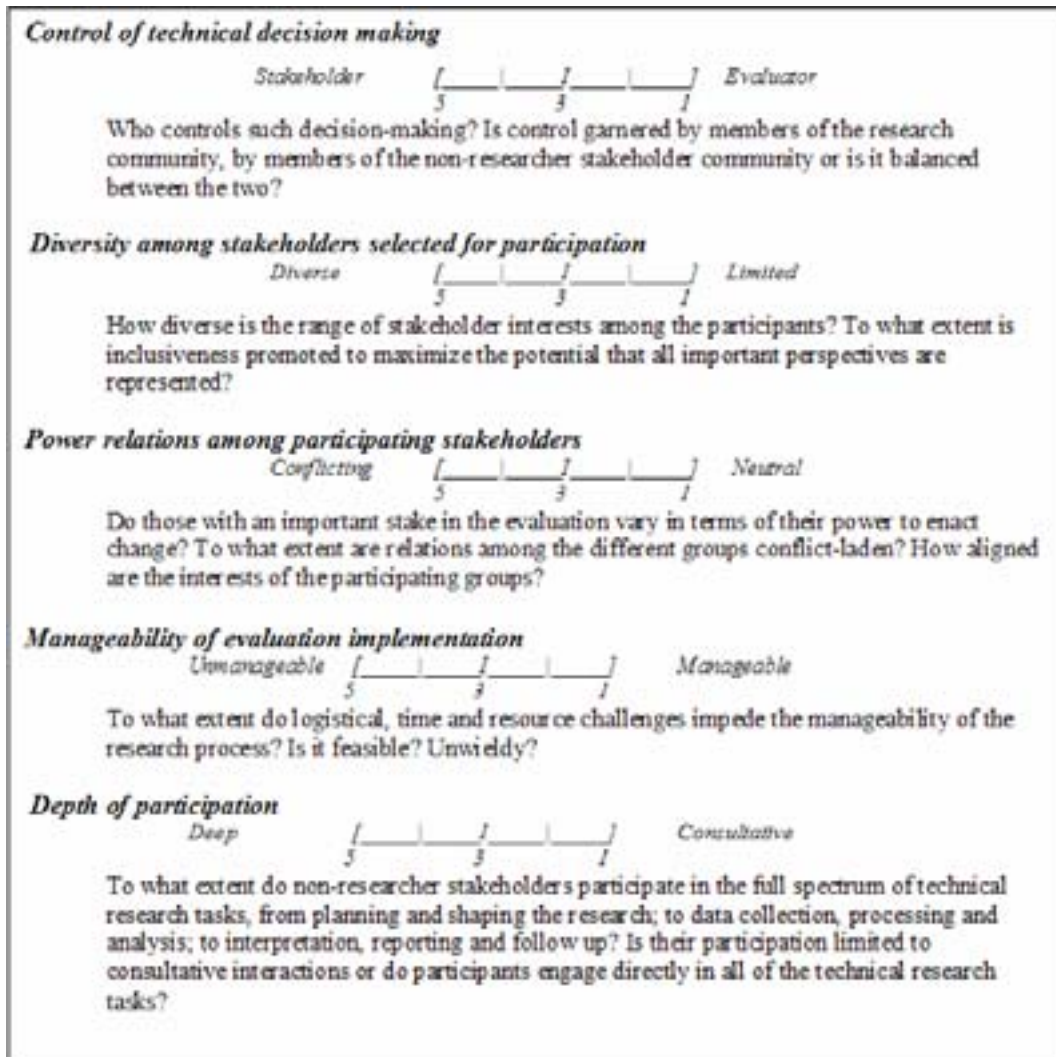 Control of technical decision making
Stakeholder [____|____]____|____] Evaluator
5 3 1
Who controls such decision-making? Is control garnered by members of the research
community, by members of the non-researcher stakeholder community or is it balanced
between the two?
Diversity among stakeholders selected for participation
Diverse [____|____]____|____] Limited
5 3 1
How diverse is the range of stakeholder interests among the participants? To what extent is
inclusiveness promoted to maximize the potential that all important perspectives are
represented?
Power relations among participating stakeholders
Conflicting [____|____]____|____] Neutral
5 3 1
Do those with an important stake in the evaluation vary in terms of their power to enact
change? To what extent are relations among the different groups conflict-laden? How aligned
are the interests of the participating groups?
Manageability of evaluation implementation
Unmanageable [____|____]____|____] Manageable
5 3 1
To what extent do logistical, time and resource challenges impede the manageability of the
research process? Is it feasible? Unwieldy?
Depth of participation
Deep [____|____]____|____] Consultative
5 3 1
To what extent do non-researcher stakeholders participate in the full spectrum of technical
research tasks, from planning and shaping the research; to data collection, processing and
analysis; to interpretation, reporting and follow up? Is their participation limited to
consultative interactions or do participants engage directly in all of the technical research
tasks?